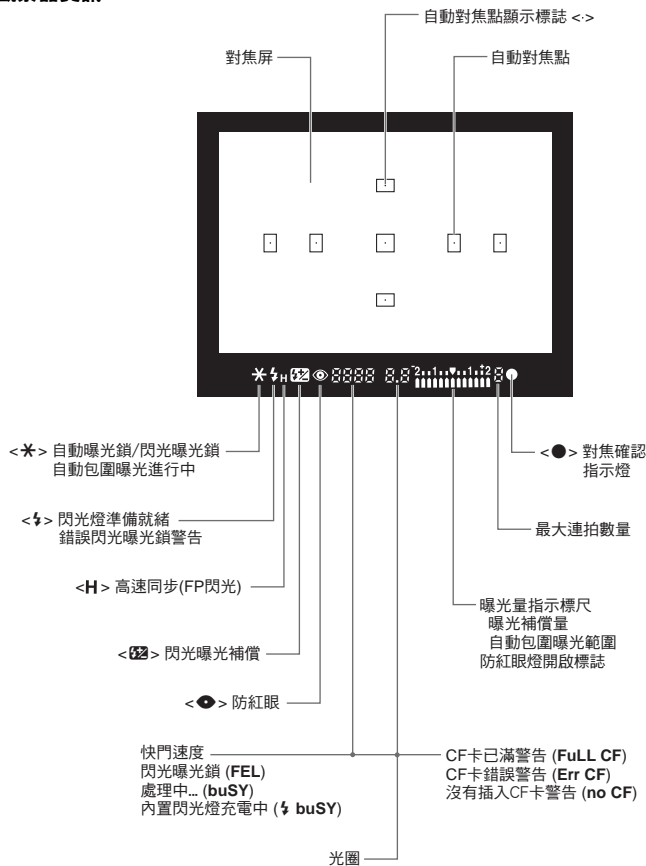 自動對焦點顯示標誌 <·>
對焦屏
自動對焦點
<✱> 自動曝光鎖/閃光曝光鎖
自動包圍曝光進行中
<⚡> 閃光燈準備就緒
錯誤閃光曝光鎖警告
<H> 高速同步(FP閃光)
<> 閃光曝光補償
<> 防紅眼
H 8888 8.8 -2..1..▼..1..+2 8
<●> 對焦確認
指示燈
最大連拍數量
曝光量指示標尺
曝光補償量
自動包圍曝光範圍
防紅眼燈開啟標誌
快門速度
閃光曝光鎖 (FEL)
處理中... (buSY)
內置閃光燈充電中 (⚡ buSY)
CF卡已滿警告 (FuLL CF)
CF卡錯誤警告 (Err CF)
沒有插入CF卡警告 (no CF)
光圈